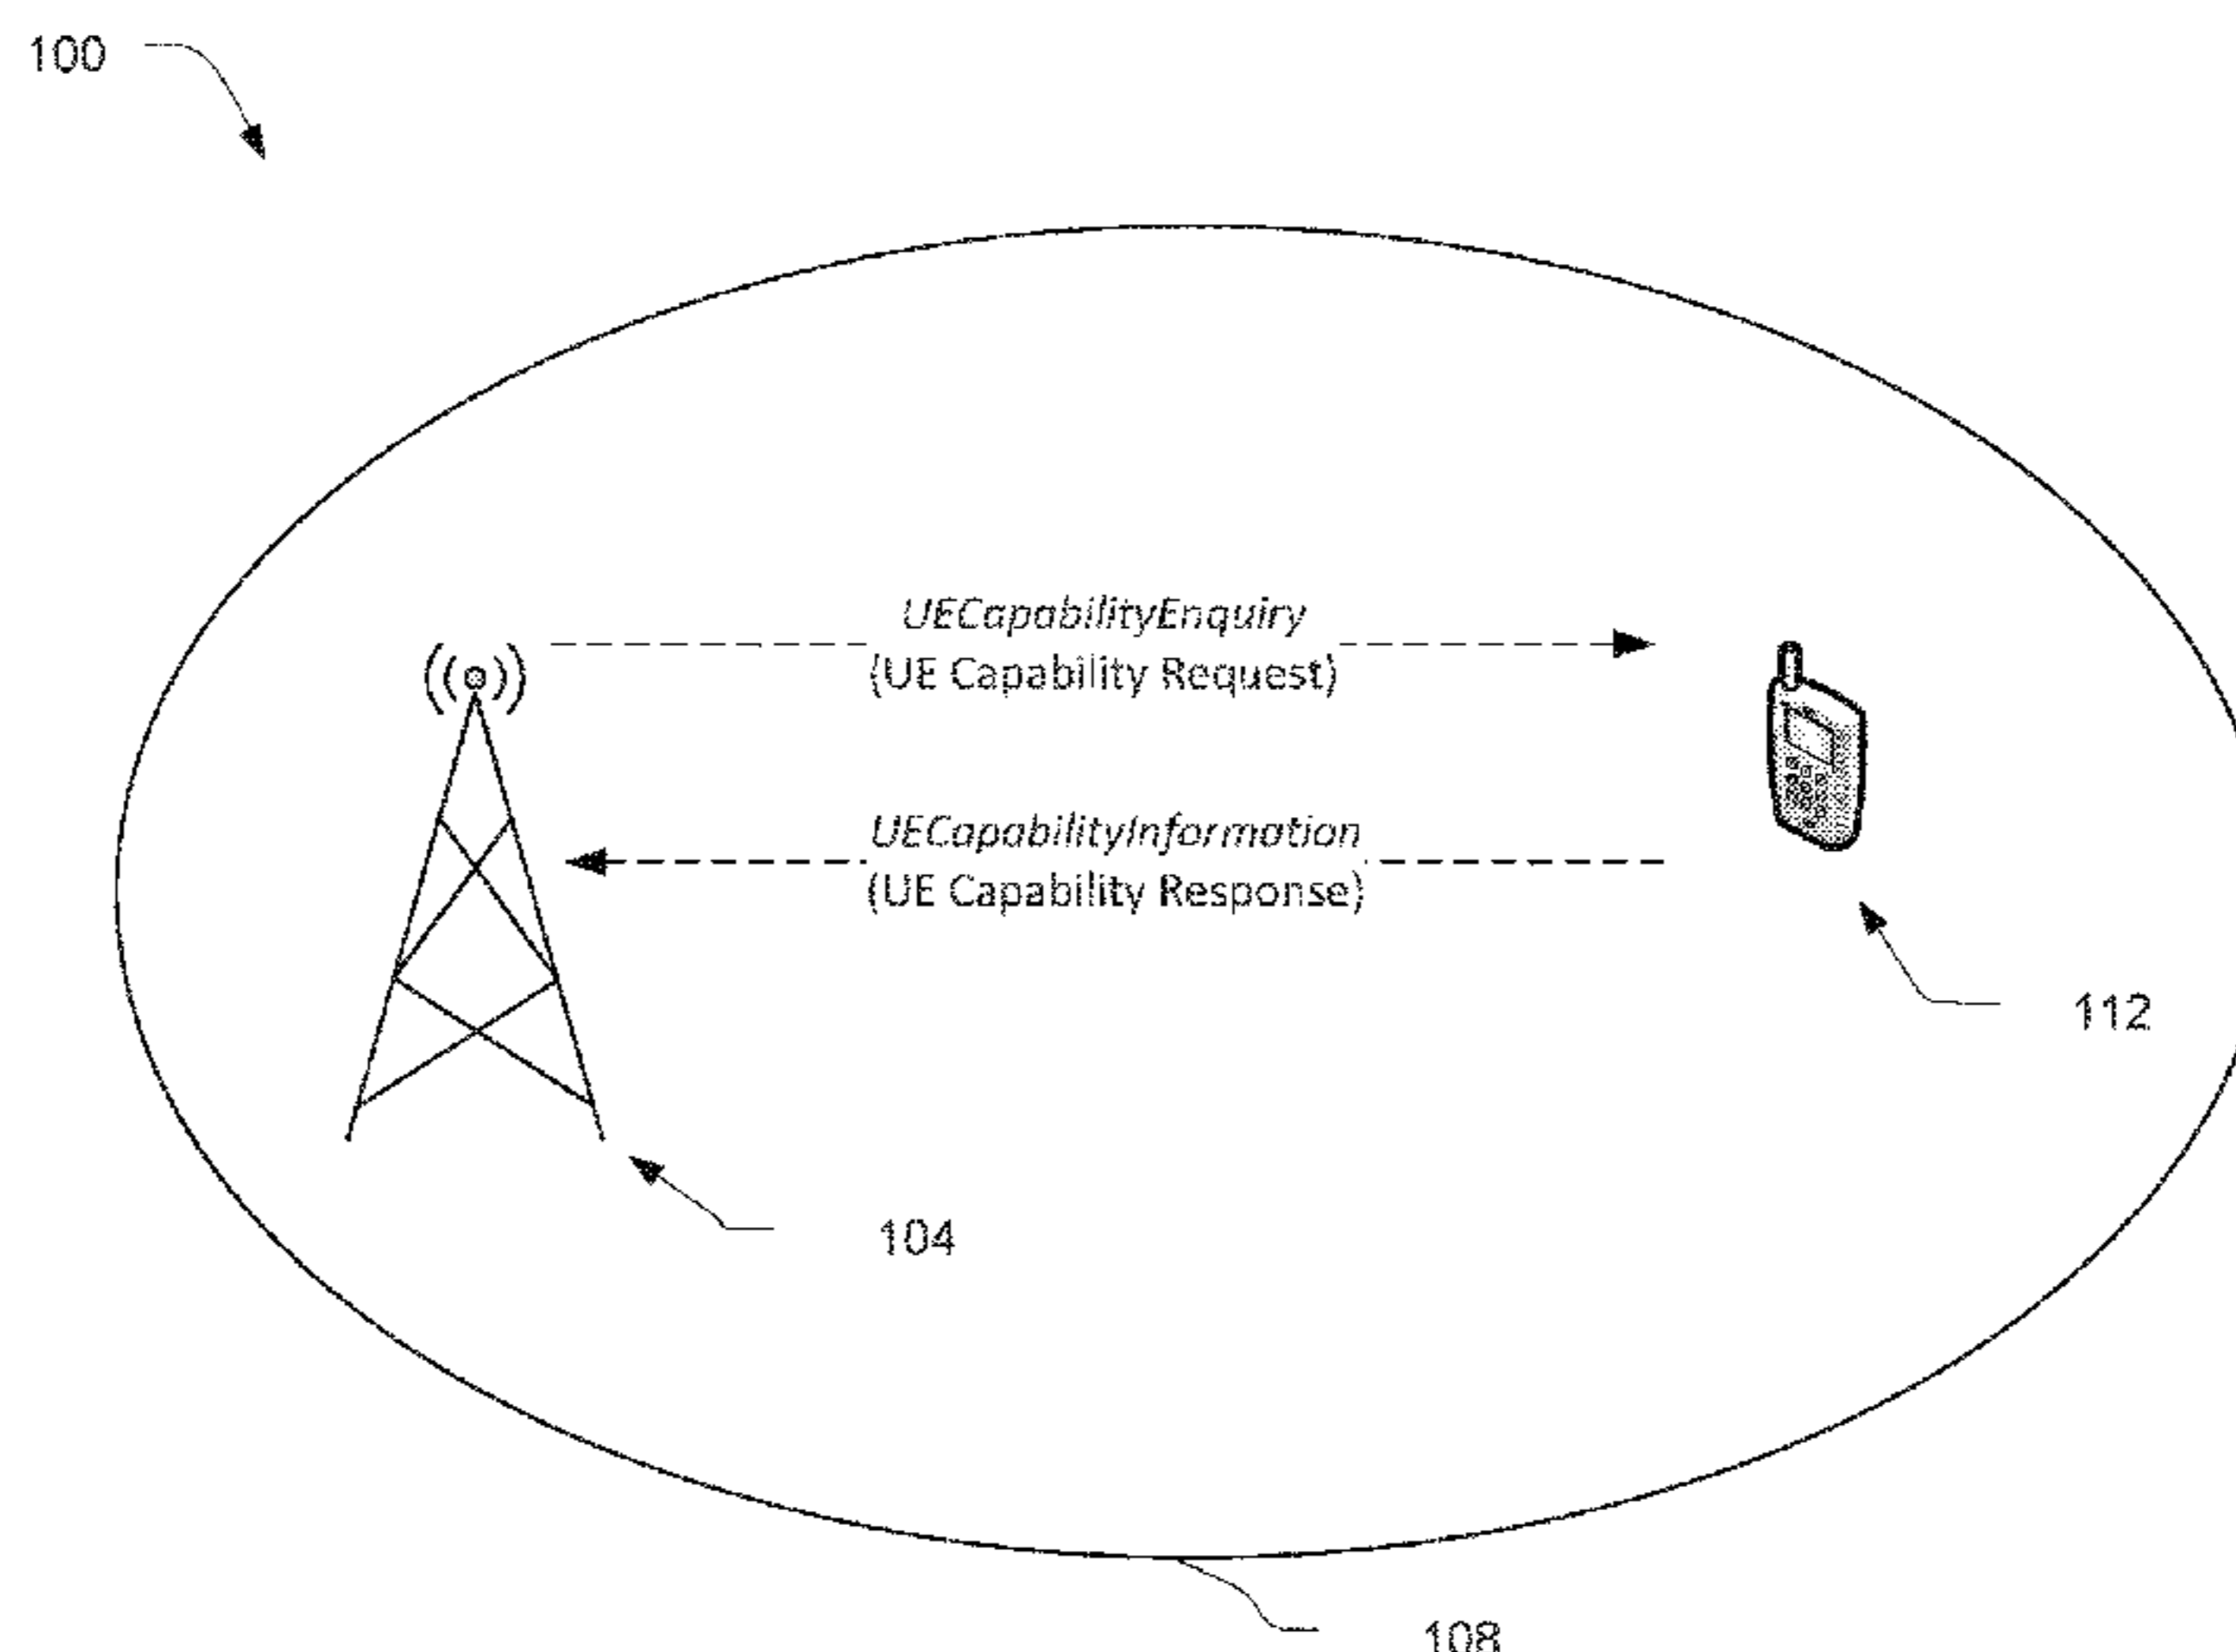 100
UECapabilityEnquiry
(UE Capability Request)
UECapabilityInformation
(UE Capability Response)
112
104
108